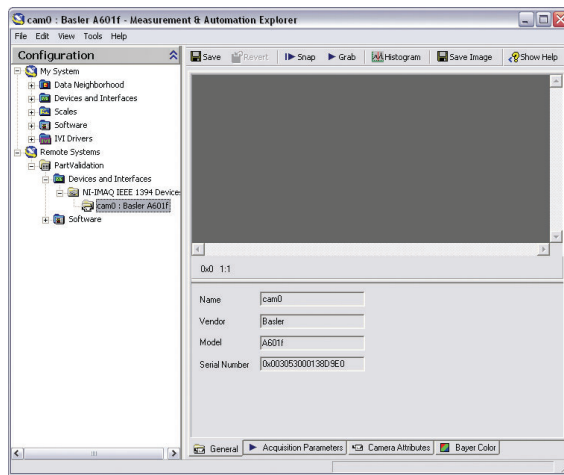 cam0 : Basler A601f - Measurement & Automation Explorer
File Edit View Tools Help
Configuration
Save Revert Snap Grab Histogram Save Image Show Help
My System
Data Neighborhood
Devices and Interfaces
Scales
Software
IVI Drivers
Remote Systems
PartValidation
Devices and Interfaces
NI-IMAQ IEEE 1394 Devices
cam0 : Basler A601f
Software
0x0 1:1
Name cam0
Vendor Basler
Model A601f
Serial Number 0x003053000138D9E0
General Acquisition Parameters Camera Attributes Bayer Color